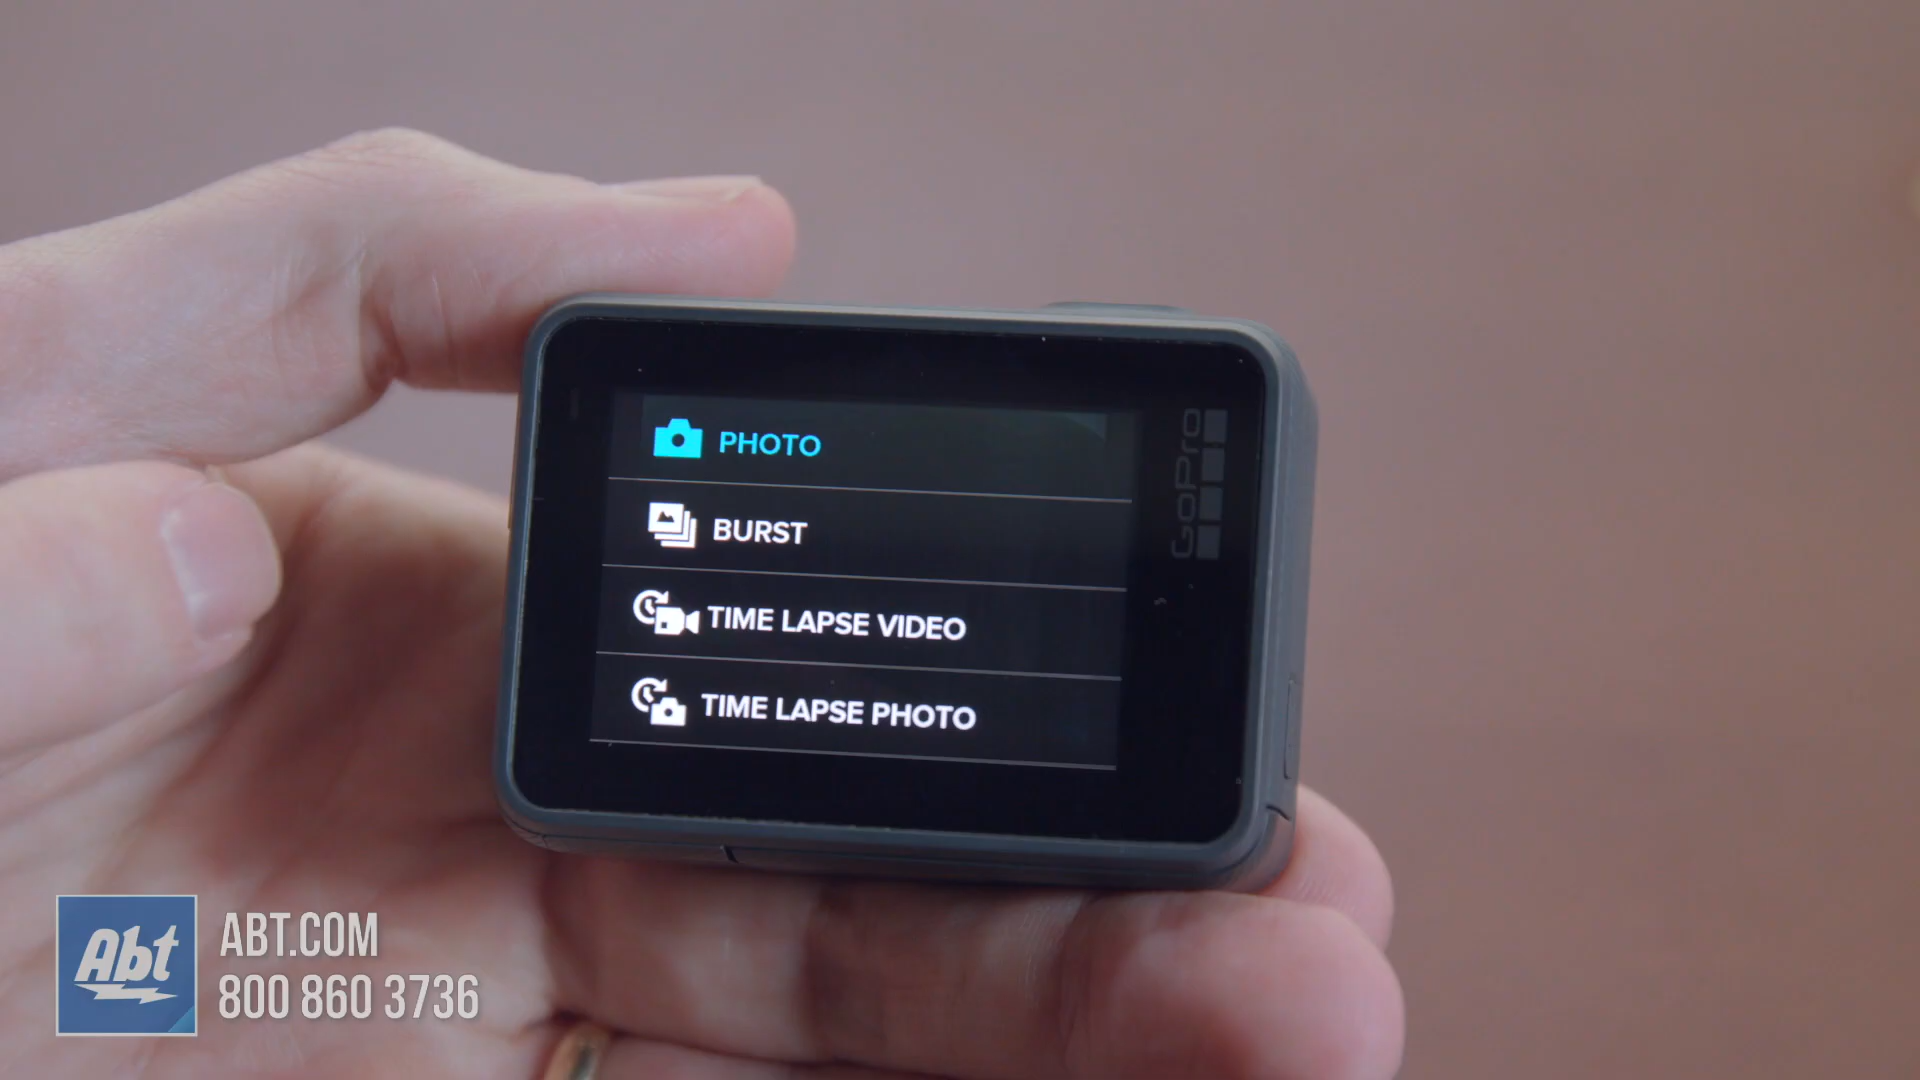 PHOTO
BURST
TIME LAPSE VIDEO
TIME LAPSE PHOTO
GoPro
Abt
ABT.COM
800 860 3736